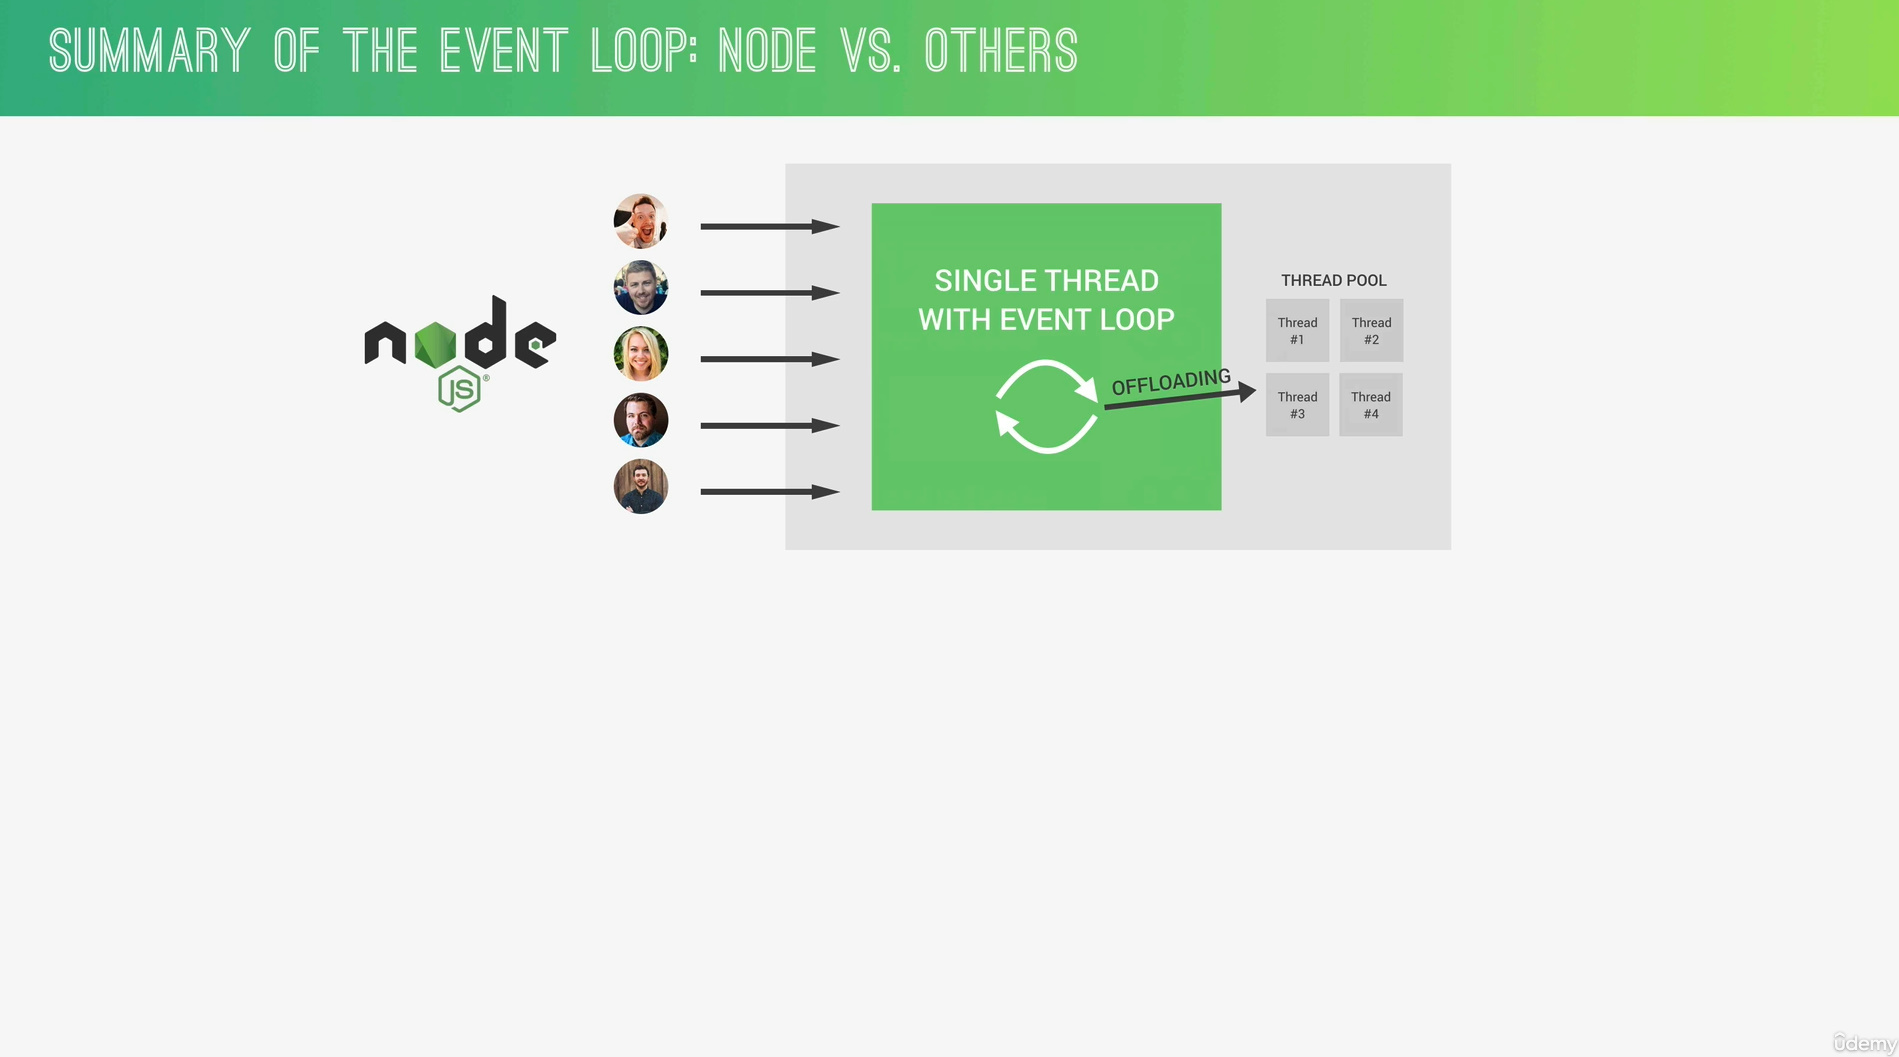 SUMMARY OF THE EVENT LOOP: NODE VS. OTHERS
node
JS®
SINGLE THREAD
WITH EVENT LOOP
OFFLOADING
THREAD POOL
Thread
#1
Thread
#2
Thread
#3
Thread
#4
ûdemy